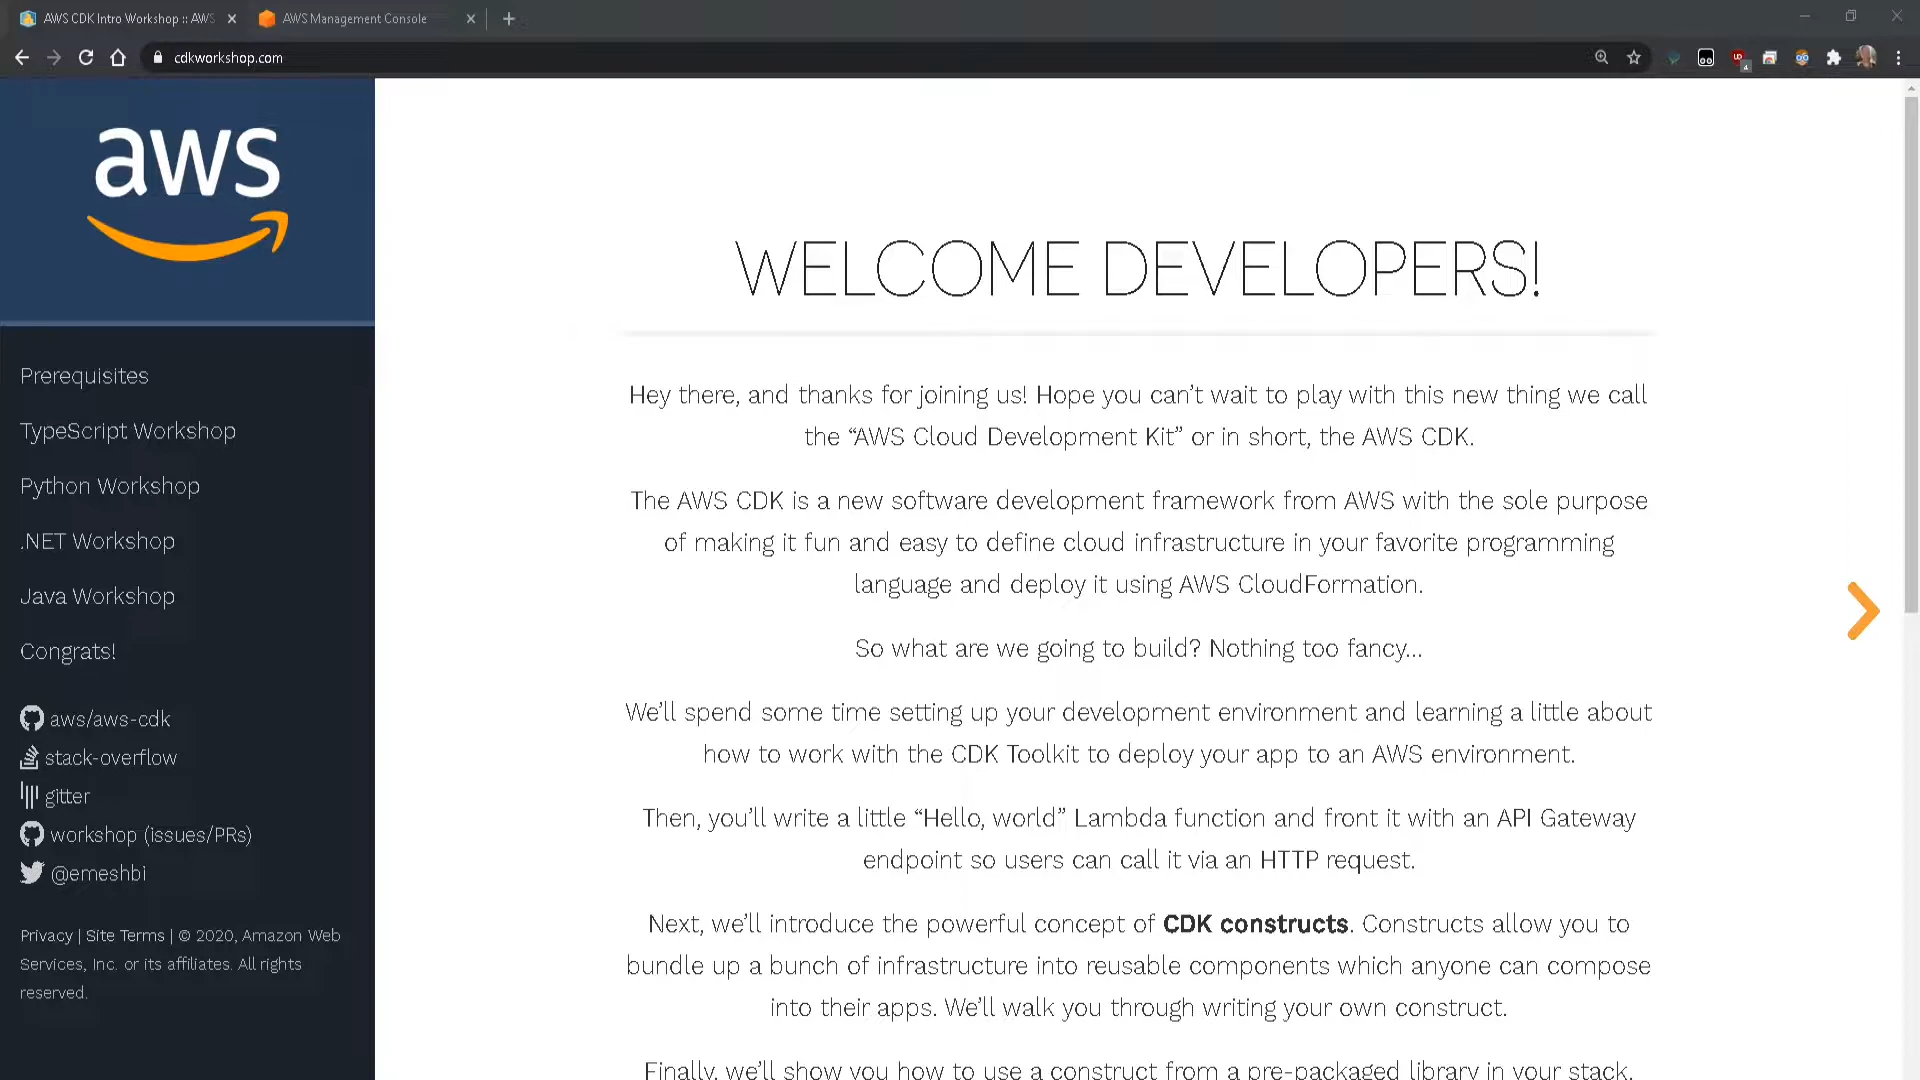 AWS CDK Intro Workshop :: AWS
AWS Management Console
cdkworkshop.com
aws
Prerequisites
TypeScript Workshop
Python Workshop
.NET Workshop
Java Workshop
Congrats!
aws/aws-cdk
stack-overflow
gitter
workshop (issues/PRs)
@emeshbi
Privacy | Site Terms | © 2020, Amazon Web
Services, Inc. or its affiliates. All rights
reserved.
WELCOME DEVELOPERS!
Hey there, and thanks for joining us! Hope you can’t wait to play with this new thing we call
the “AWS Cloud Development Kit” or in short, the AWS CDK.
The AWS CDK is a new software development framework from AWS with the sole purpose
of making it fun and easy to define cloud infrastructure in your favorite programming
language and deploy it using AWS CloudFormation.
So what are we going to build? Nothing too fancy…
We’ll spend some time setting up your development environment and learning a little about
how to work with the CDK Toolkit to deploy your app to an AWS environment.
Then, you’ll write a little “Hello, world” Lambda function and front it with an API Gateway
endpoint so users can call it via an HTTP request.
Next, we’ll introduce the powerful concept of CDK constructs. Constructs allow you to
bundle up a bunch of infrastructure into reusable components which anyone can compose
into their apps. We’ll walk you through writing your own construct.
Finally, we’ll show you how to use a construct from a pre-packaged library in your stack.